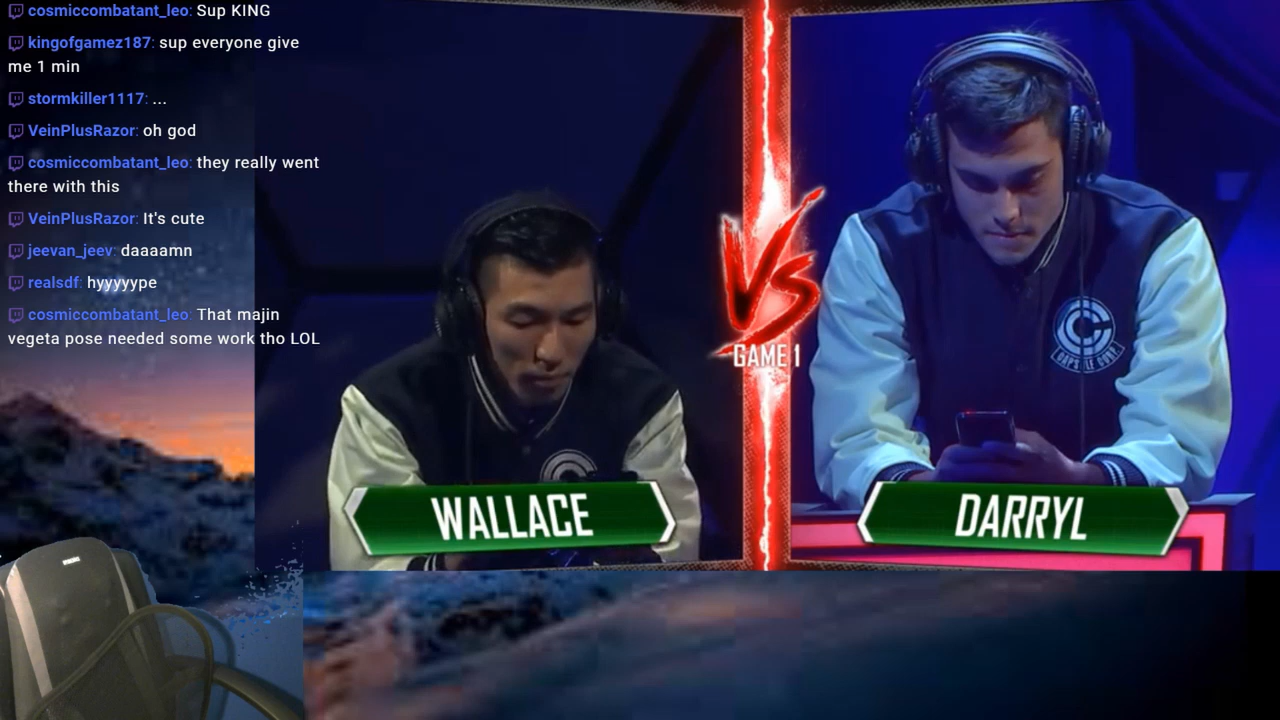 cosmiccombatant_leo: Sup KING
kingofgamez187: sup everyone give
me 1 min
stormkiller1117: ...
VeinPlusRazor: oh god
cosmiccombatant_leo: they really went
there with this
VeinPlusRazor: It's cute
jeevan_jeev: daaaamn
realsdf: hyyyyype
cosmiccombatant_leo: That majin
vegeta pose needed some work tho LOL
VS
GAME 1
CAPSULE CORP.
WALLACE
DARRYL